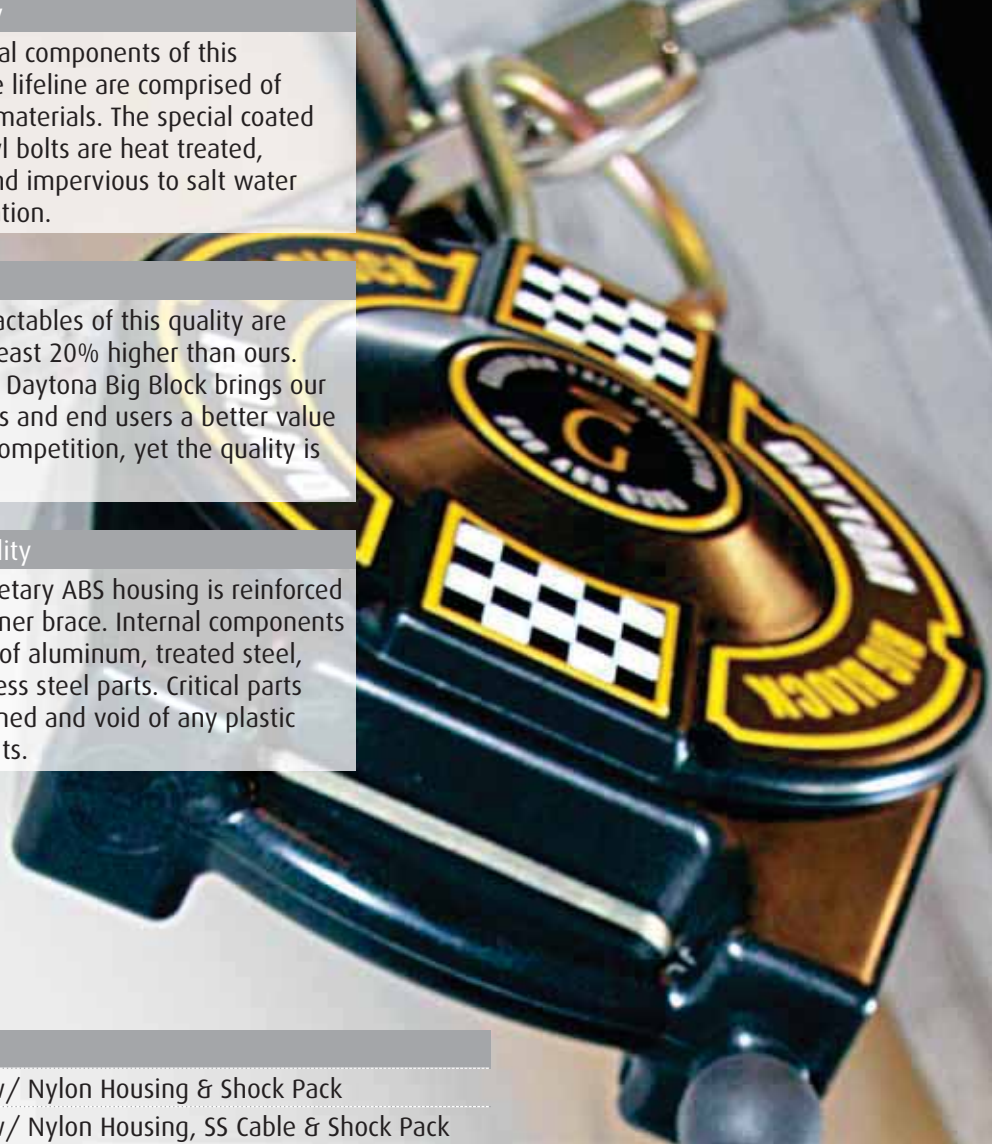 al components of this
e lifeline are comprised of
materials. The special coated
yl bolts are heat treated,
nd impervious to salt water
tion.
actables of this quality are
east 20% higher than ours.
Daytona Big Block brings our
s and end users a better value
ompetition, yet the quality is
lity
etary ABS housing is reinforced
ner brace. Internal components
of aluminum, treated steel,
ess steel parts. Critical parts
ned and void of any plastic
ts.
DAYTONA
BIG BLOCK
G
w/ Nylon Housing & Shock Pack
w/ Nylon Housing, SS Cable & Shock Pack